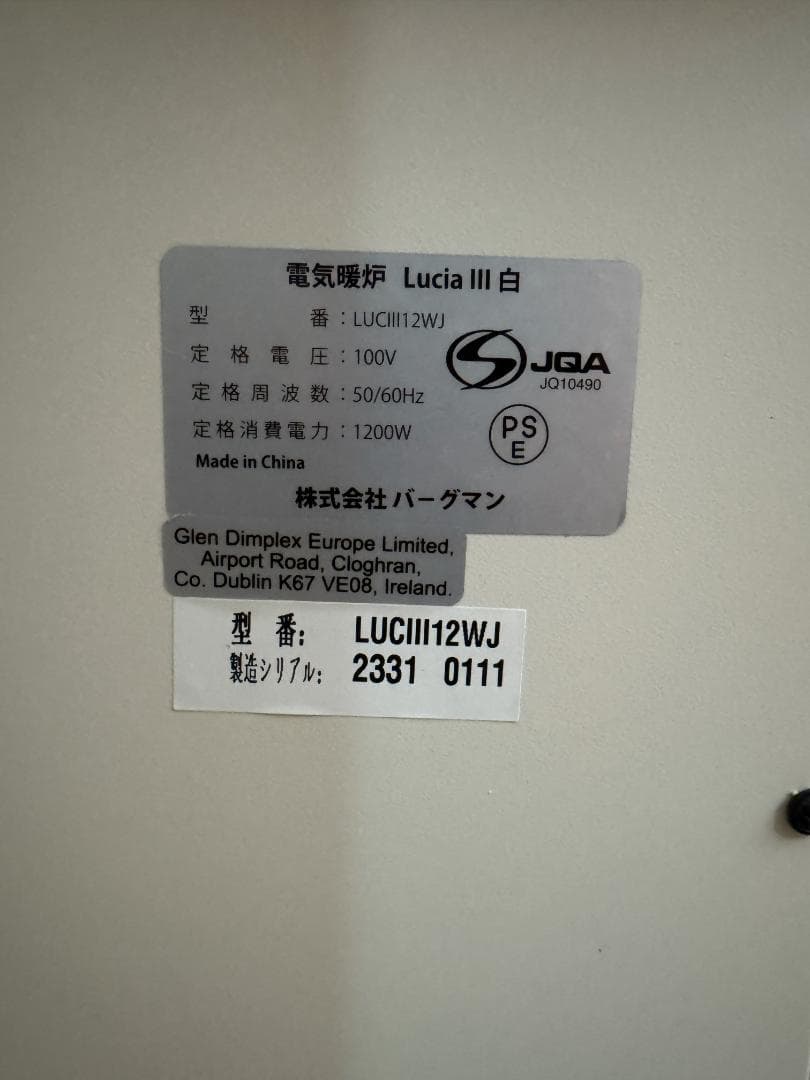 電気暖炉 Lucia III 白
型番：LUCIII12WJ
定格電圧：100V
定格周波数：50/60Hz
定格消費電力：1200W
JQA
JQ10490
PS
E
Made in China
株式会社 バーグマン
Glen Dimplex Europe Limited,
Airport Road, Cloghran,
Co. Dublin K67 VE08, Ireland.
型番: LUCIII12WJ
製造シリアル: 2331 0111